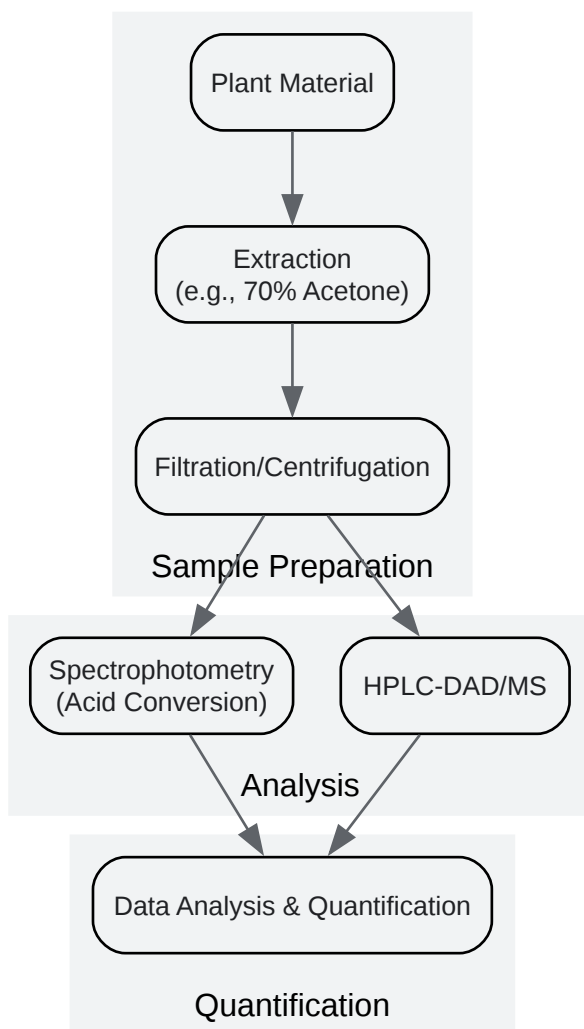 Plant Material
Extraction
(e.g., 70% Acetone)
Filtration/Centrifugation
Sample Preparation
Spectrophotometry
(Acid Conversion)
HPLC-DAD/MS
Analysis
Data Analysis & Quantification
Quantification